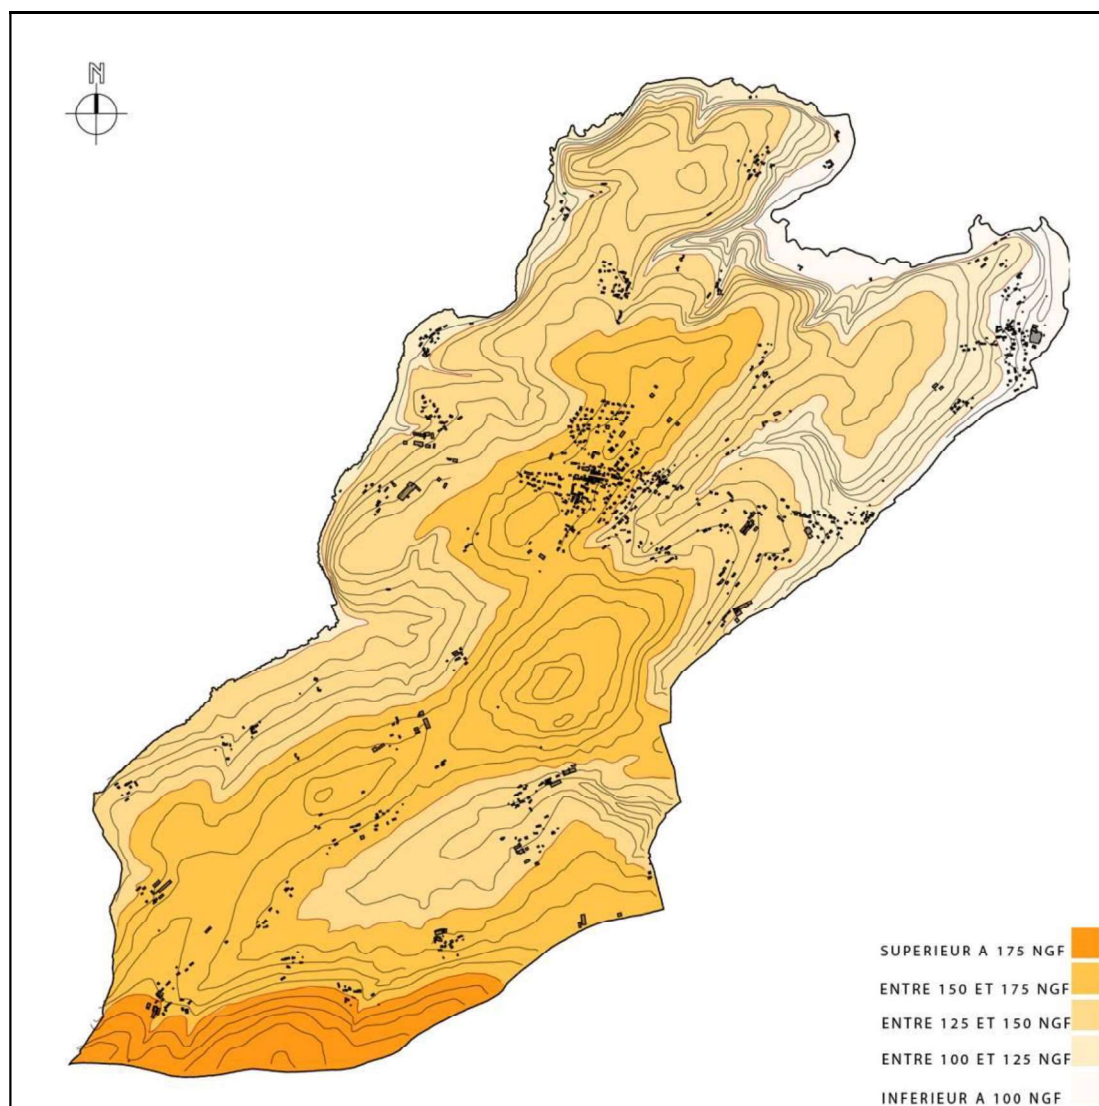 N
SUPERIEUR A 175 NGF
ENTRE 150 ET 175 NGF
ENTRE 125 ET 150 NGF
ENTRE 100 ET 125 NGF
INFERIEUR A 100 NGF